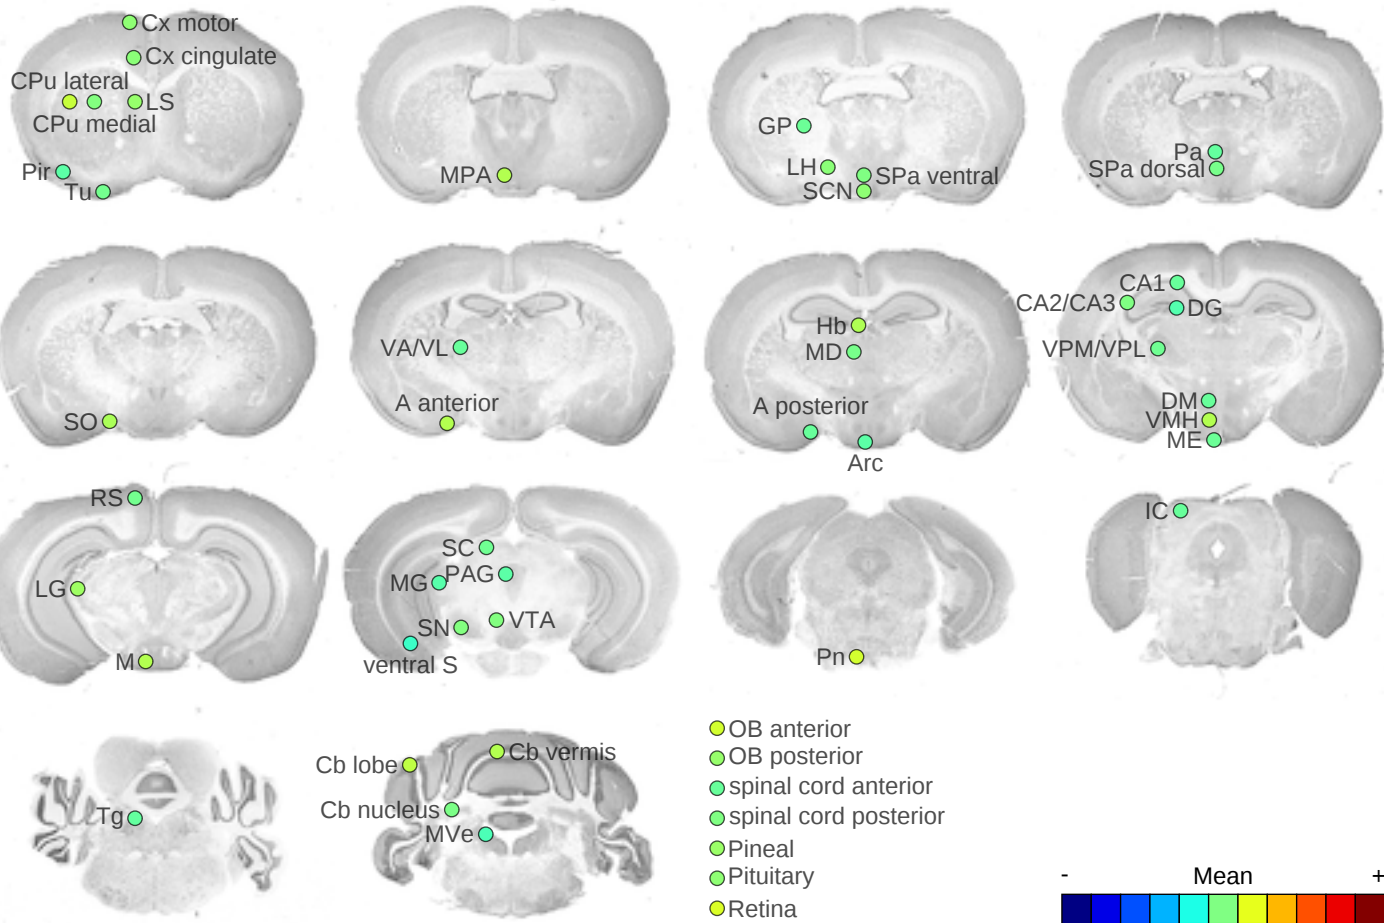 Cx motor
Cx cingulate
CPu lateral
LS
CPu medial
Pir
Tu
MPA
GP
LH
SPa ventral
SCN
Pa
SPa dorsal
SO
VA/VL
A anterior
Hb
MD
A posterior
Arc
CA1
CA2/CA3
DG
VPM/VPL
DM
VMH
ME
RS
LG
M
SC
MG
PAG
SN
VTA
ventral S
Pn
IC
Tg
Cb lobe
Cb vermis
Cb nucleus
MVe
OB anterior
OB posterior
spinal cord anterior
spinal cord posterior
Pineal
Pituitary
Retina
- Mean +